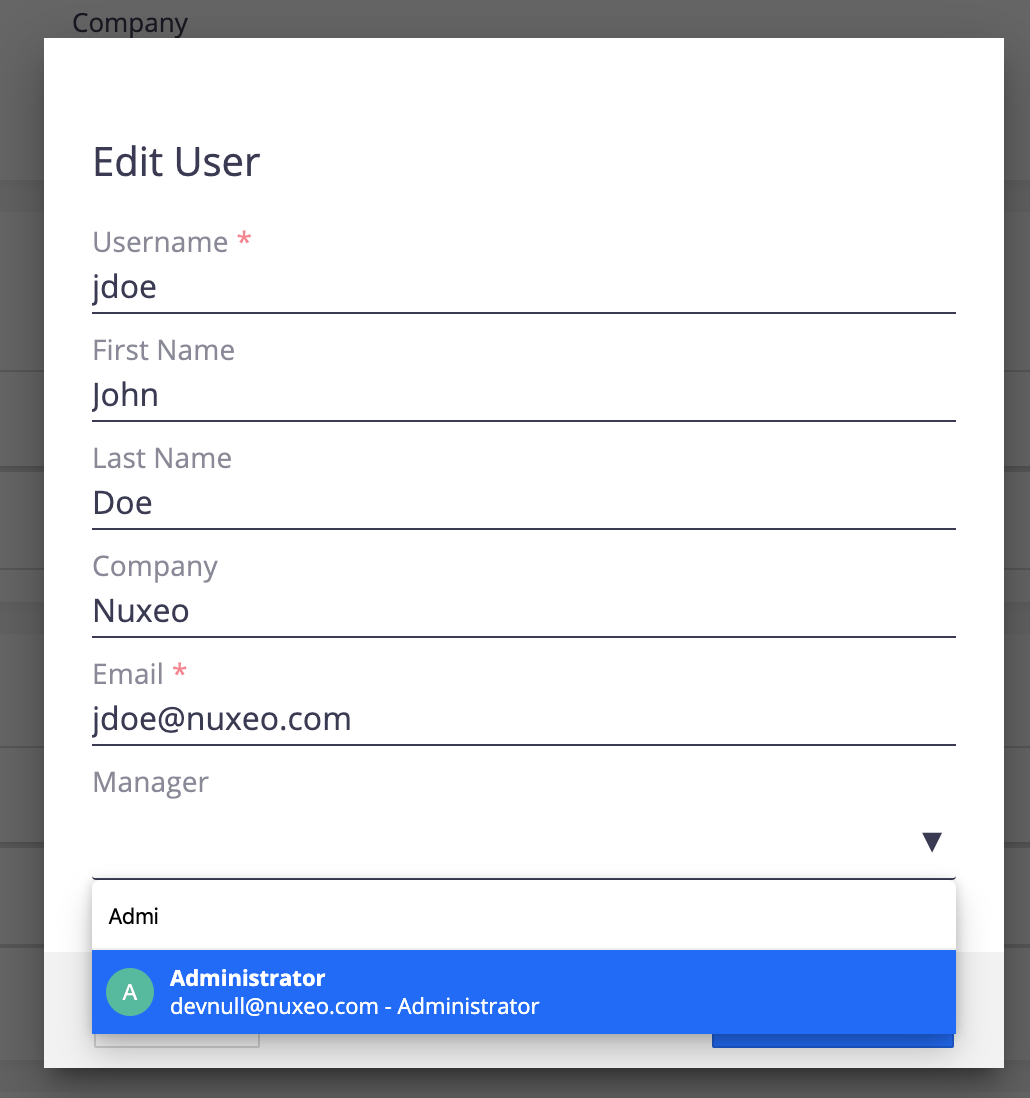 Company
Edit User
Username *
jdoe
First Name
John
Last Name
Doe
Company
Nuxeo
Email *
jdoe@nuxeo.com
Manager
Admi
A
Administrator
devnull@nuxeo.com - Administrator